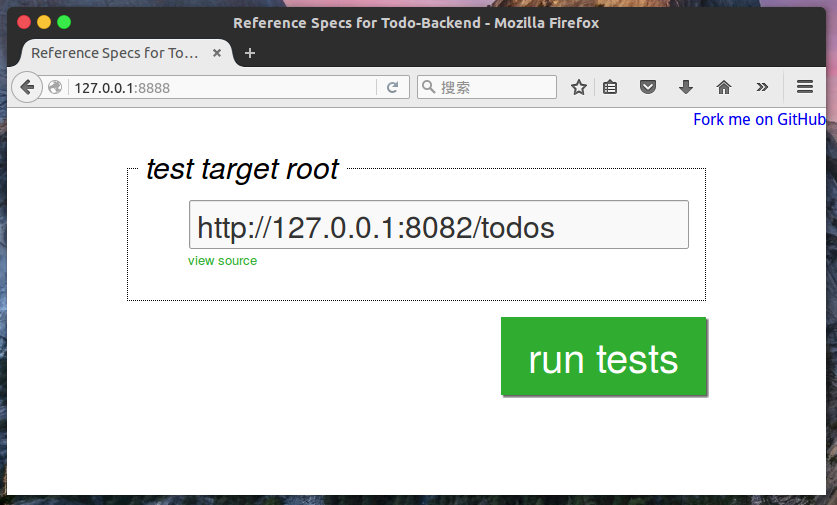 Reference Specs for Todo-Backend - Mozilla Firefox
Reference Specs for To…
127.0.0.1:8888
搜索
Fork me on GitHub
test target root
http://127.0.0.1:8082/todos
view source
run tests